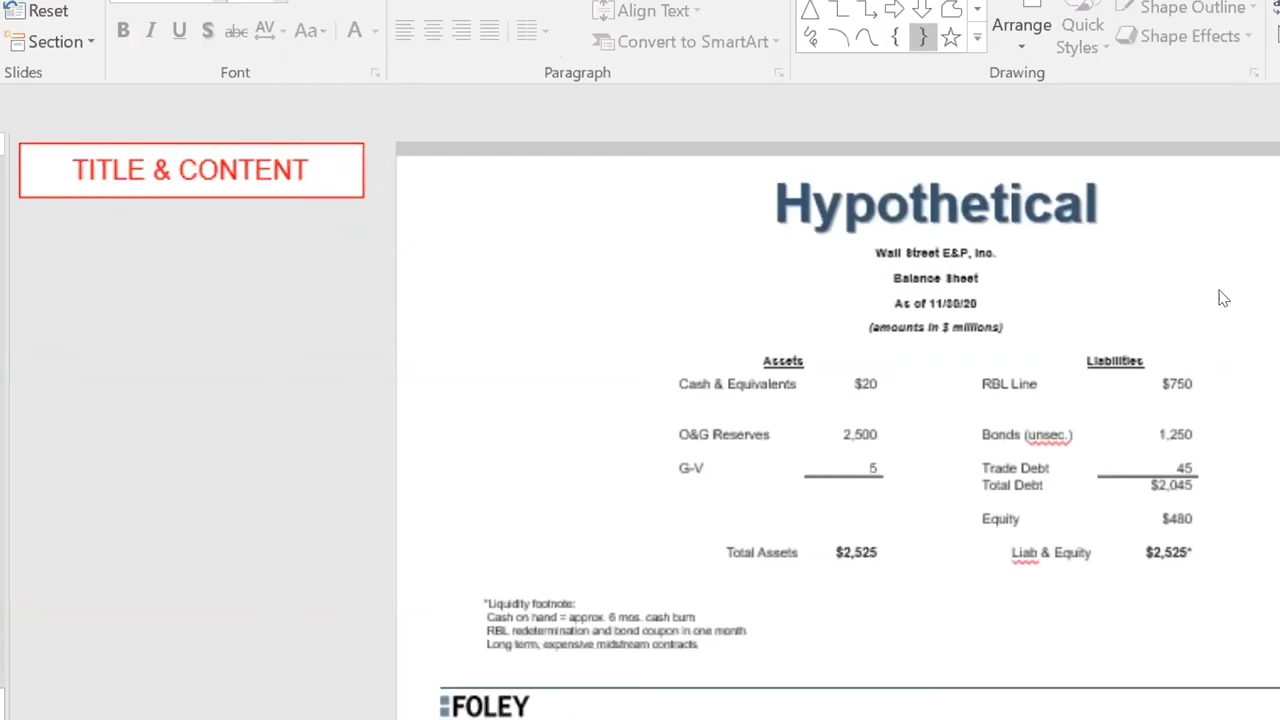 Reset
Section
B I U S abc AV Aa A
Align Text
Convert to SmartArt
Arrange
Quick
Styles
Shape Outline
Shape Effects
Slides
Font
Paragraph
Drawing
TITLE & CONTENT
Hypothetical
Wall Street E&P, Inc.
Balance Sheet
As of 11/30/20
(amounts in $ millions)
Assets Liabilities
Cash & Equivalents $20 RBL Line $750
O&G Reserves 2,500 Bonds (unsec.) 1,250
G-V 5 Trade Debt 45
Total Debt $2,045
Equity $480
Total Assets $2,525 Liab & Equity $2,525*
*Liquidity footnote:
Cash on hand = approx. 6 mos. cash burn
RBL redetermination and bond coupon in one month
Long term, expensive midstream contracts
FOLEY